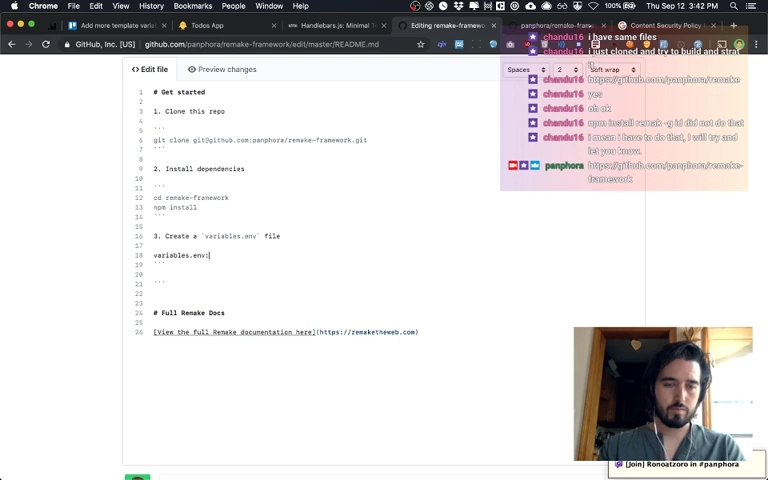 Chrome File Edit View History Bookmarks People Window Help
100% Thu Sep 12 3:42 PM
Add more template varia
Todos App
Handlebars.js: Minimal T
Editing remake-framewo
panphora/remake-fram
Content Security Policy
GitHub, Inc. [US] github.com/panphora/remake-framework/edit/master/README.md
Edit file
Preview changes
Spaces
2
Soft wrap
1 # Get started
2
3 1. Clone this repo
4
5 ```
6 git clone git@github.com:panphora/remake-framework.git
7 ```
8
9 2. Install dependencies
10
11 ```
12 cd remake-framework
13 npm install
14 ```
15
16 3. Create a `variables.env` file
17
18 variables.env:
19 ```
20
21 ```
22
23
24 # Full Remake Docs
25
26 [View the full Remake documentation here](https://remaketheweb.com)
chandu16 i have same files
chandu16 i just cloned and try to build and strat
it
chandu16 https://github.com/panphora/remake
chandu16 yes
chandu16 oh ok
chandu16 npm install remak -g id did not do that
chandu16 i mean i have to do that, I will try and
let you know.
panphora https://github.com/panphora/remake-
framework
[Join] Ronoatzoro in #panphora